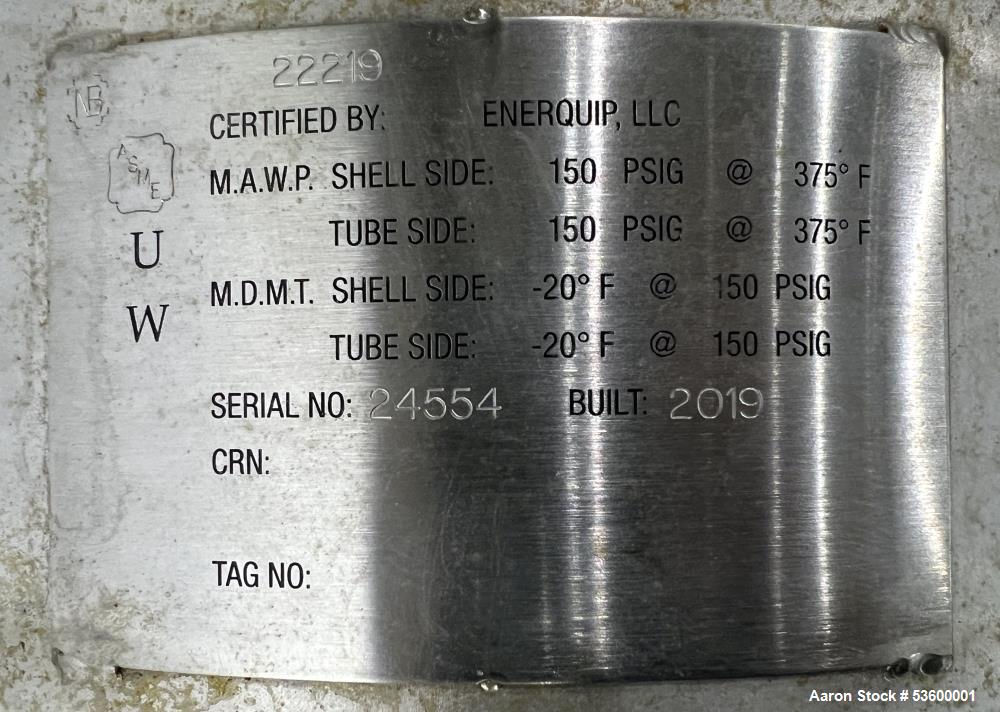 NB
22219
CERTIFIED BY: ENERQUIP, LLC
ASME
M.A.W.P. SHELL SIDE: 150 PSIG @ 375° F
U
TUBE SIDE: 150 PSIG @ 375° F
M.D.M.T. SHELL SIDE: -20° F @ 150 PSIG
W
TUBE SIDE: -20° F @ 150 PSIG
SERIAL NO: 24554 BUILT: 2019
CRN:
TAG NO:
Aaron Stock # 53600001